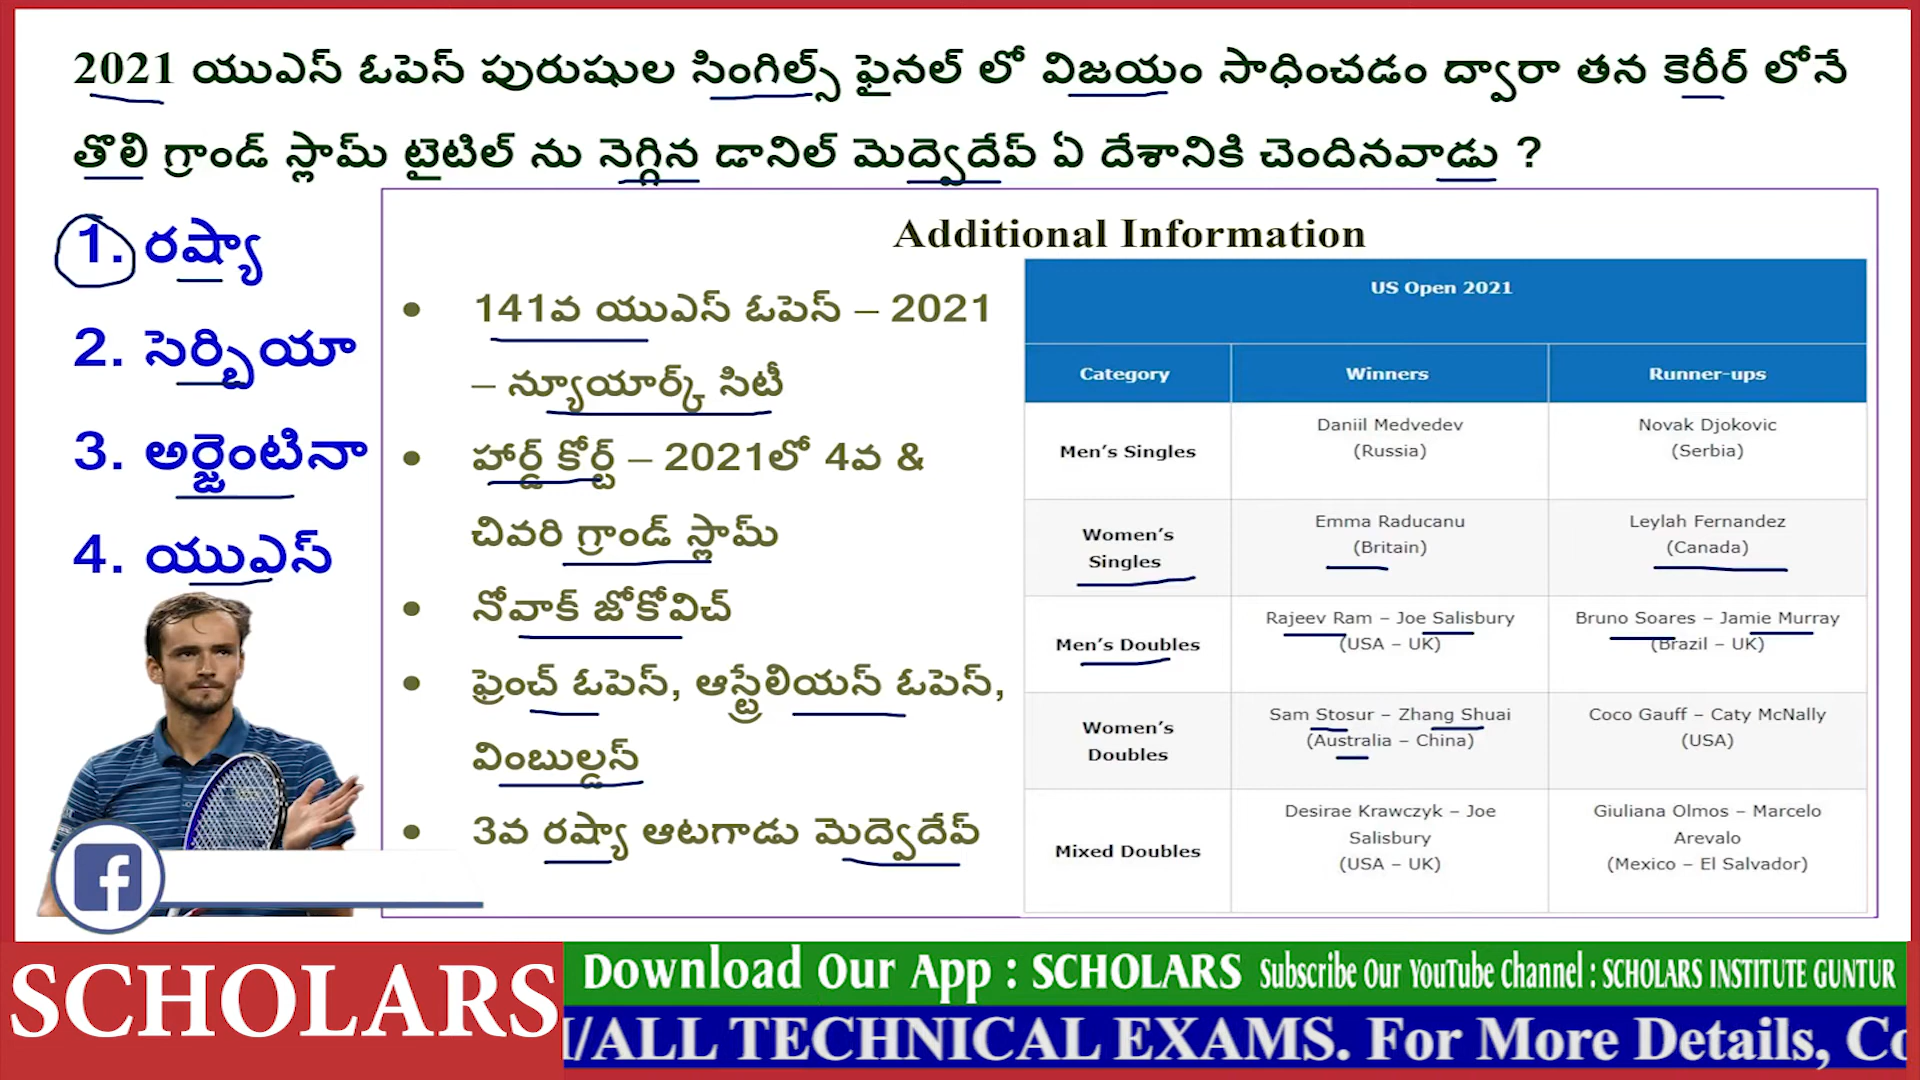 2021 యుఎస్ ఓపెన్ పురుషుల సింగిల్స్ ఫైనల్ లో విజయం సాధించడం ద్వారా తన కెరీర్ లోనే
తొలి గ్రాండ్ స్లామ్ టైటిల్ ను నెగ్గిన డానిల్ మెద్వెదేవ్ ఏ దేశానికి చెందినవాడు ?
1. రష్యా
2. సెర్బియా
3. అర్జెంటినా
4. యుఎస్
Additional Information
• 141వ యుఎస్ ఓపెన్ – 2021
– న్యూయార్క్ సిటీ
• హార్డ్ కోర్ట్ – 2021లో 4వ &
చివరి గ్రాండ్ స్లామ్
• నోవాక్ జోకోవిచ్
• ఫ్రెంచ్ ఓపెన్, ఆస్ట్రేలియన్ ఓపెన్,
వింబుల్డన్
• 3వ రష్యా ఆటగాడు మెద్వెదేవ్
US Open 2021
Category Winners Runner-ups
Men's Singles
Daniil Medvedev
(Russia)
Novak Djokovic
(Serbia)
Women's
Singles
Emma Raducanu
(Britain)
Leylah Fernandez
(Canada)
Men's Doubles
Rajeev Ram – Joe Salisbury
(USA – UK)
Bruno Soares – Jamie Murray
(Brazil – UK)
Women's
Doubles
Sam Stosur – Zhang Shuai
(Australia – China)
Coco Gauff – Caty McNally
(USA)
Mixed Doubles
Desirae Krawczyk – Joe
Salisbury
(USA – UK)
Giuliana Olmos – Marcelo
Arevalo
(Mexico – El Salvador)
f
SCHOLARS
Download Our App : SCHOLARS Subscribe Our YouTube Channel : SCHOLARS INSTITUTE GUNTUR
/ALL TECHNICAL EXAMS. For More Details, Co